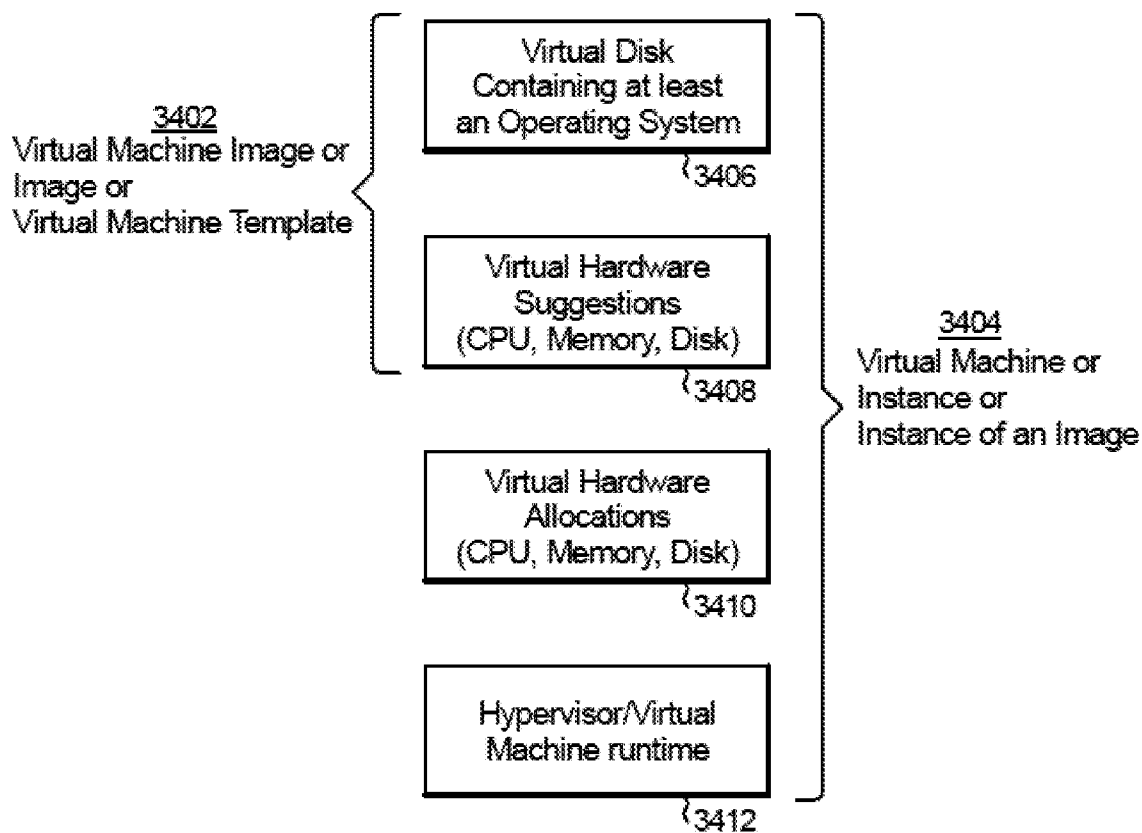 3402
Virtual Machine Image or
Image or
Virtual Machine Template
Virtual Disk
Containing at least
an Operating System
3406
Virtual Hardware
Suggestions
(CPU, Memory, Disk)
3408
Virtual Hardware
Allocations
(CPU, Memory, Disk)
3410
Hypervisor/Virtual
Machine runtime
3412
3404
Virtual Machine or
Instance or
Instance of an Image